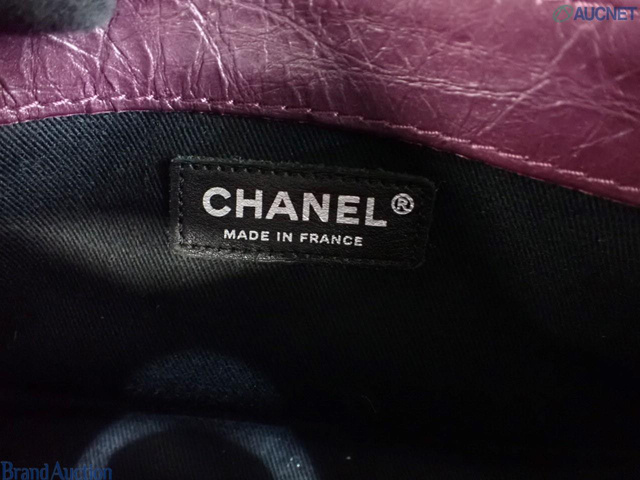 AUCNET
CHANEL®
MADE IN FRANCE
Brand Auction